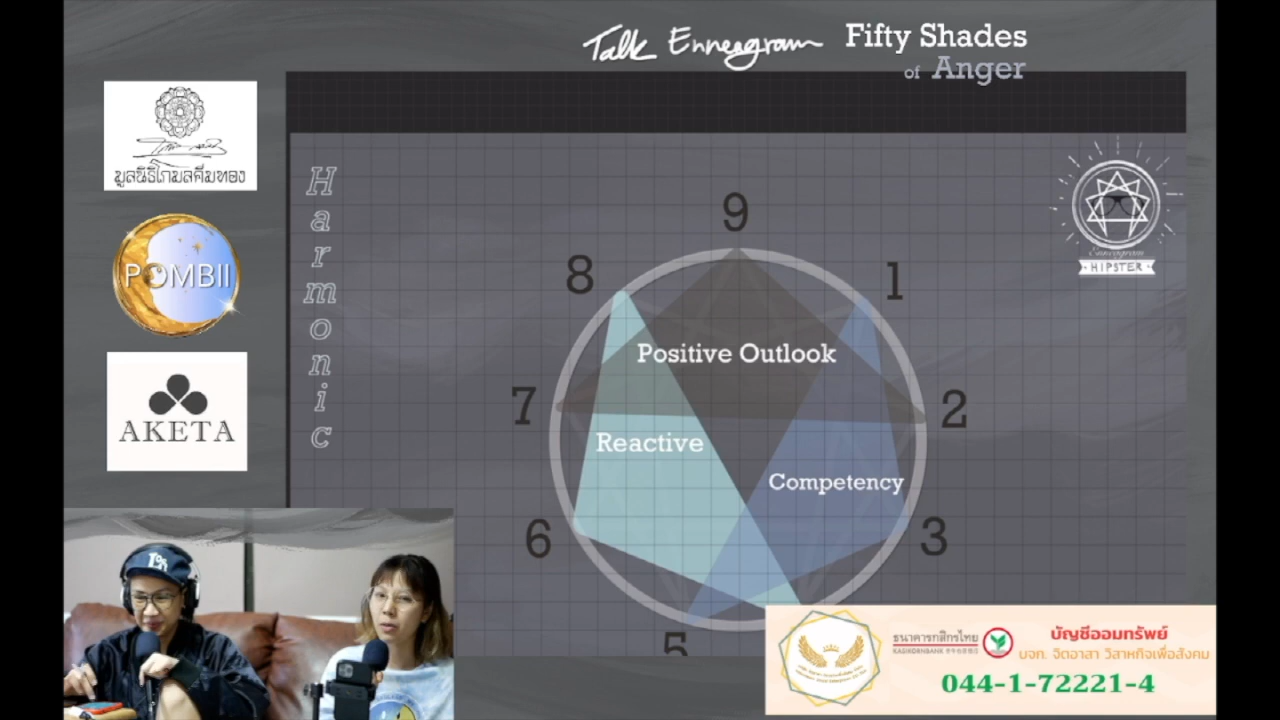 Talk Enneagram
Fifty Shades
of Anger
มูลนิธิโกมลคีมทอง
POMBII
AKETA
Harmonic
HIPSTER
9
8
1
Positive Outlook
7
2
Reactive
Competency
6
3
5
ธนาคารกสิกรไทย
KASIKORNBANK
บัญชีออมทรัพย์
มจก. จิตอาสา วิสาหกิจเพื่อสังคม
044-1-72221-4